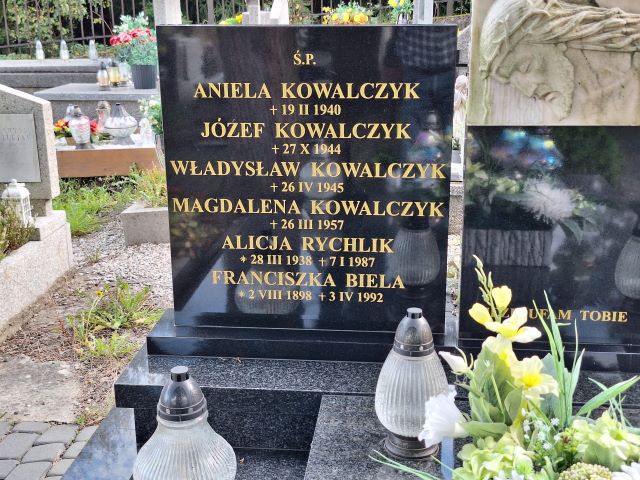 Ś.P.
ANIELA KOWALCZYK
+ 19 II 1940
JÓZEF KOWALCZYK
+ 27 X 1944
WŁADYSŁAW KOWALCZYK
+ 26 IV 1945
MAGDALENA KOWALCZYK
+ 26 III 1957
ALICJA RYCHLIK
* 28 III 1938 + 7 I 1987
FRANCISZKA BIELA
* 2 VIII 1898 + 3 IV 1992
UFAM TOBIE